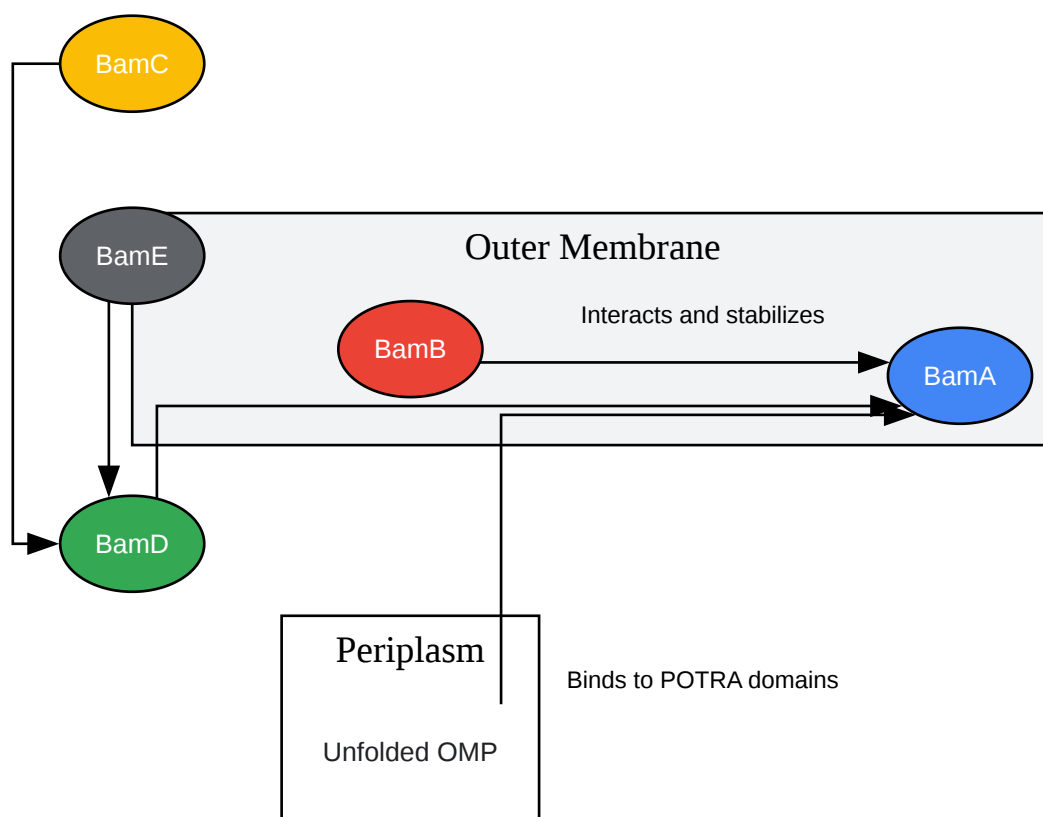 BamC
BamE
Outer Membrane
Interacts and stabilizes
BamB
BamA
BamD
Periplasm
Binds to POTRA domains
Unfolded OMP